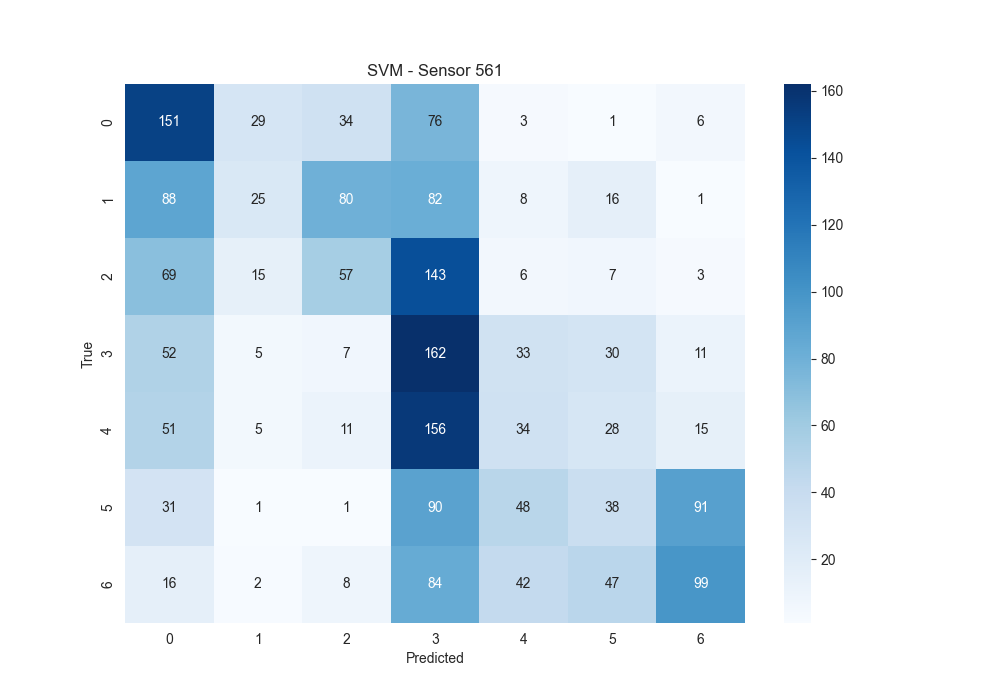 SVM - Sensor 561
0 151 29 34 76 3 1 6
1 88 25 80 82 8 16 1
2 69 15 57 143 6 7 3
3 52 5 7 162 33 30 11
4 51 5 11 156 34 28 15
5 31 1 1 90 48 38 91
6 16 2 8 84 42 47 99
0 1 2 3 4 5 6
Predicted
True
160
140
120
100
80
60
40
20